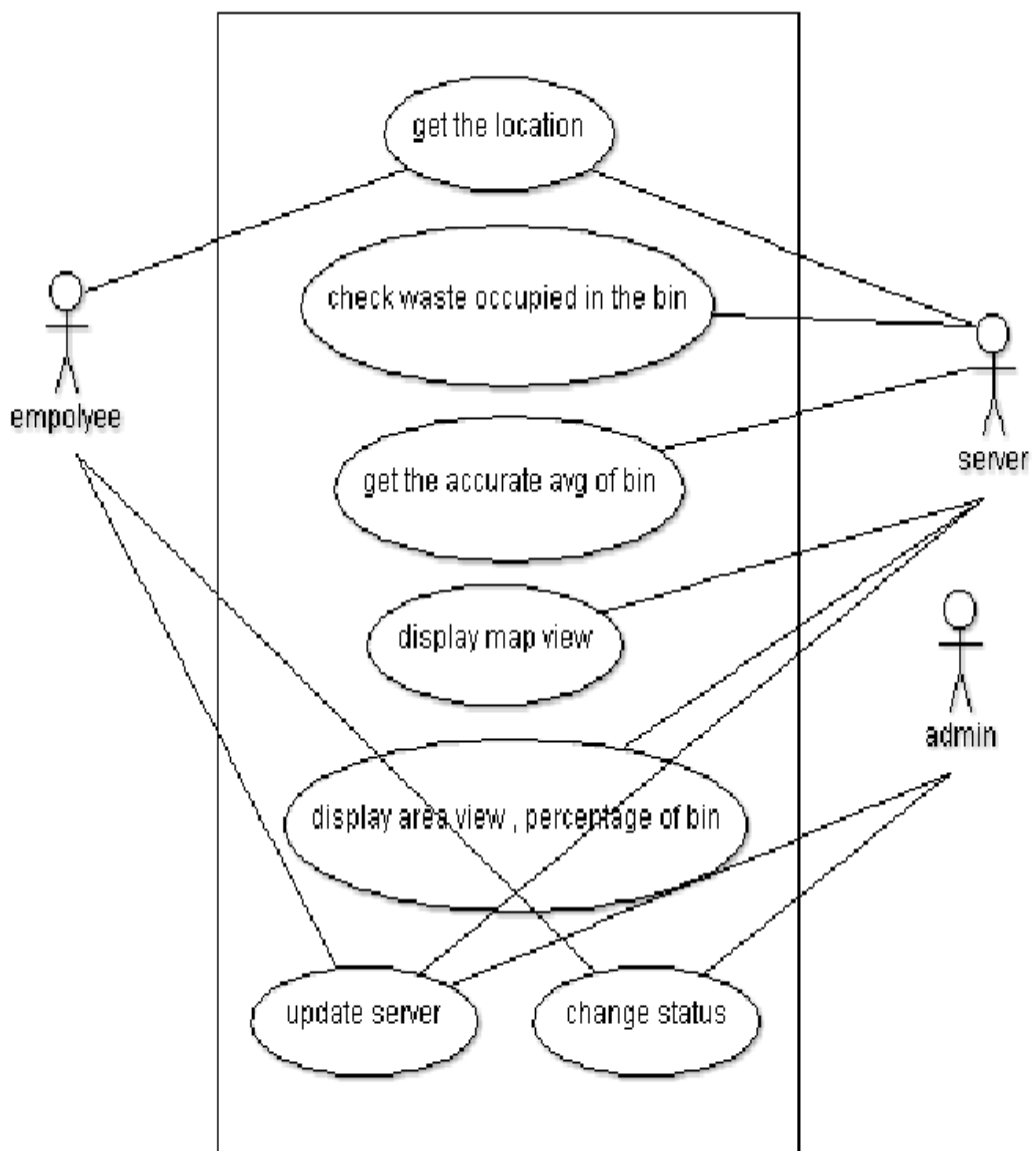 get the location
check waste occupied in the bin
empolyee
server
get the accurate avg of bin
display map view
admin
display area view , percentage of bin
update server
change status